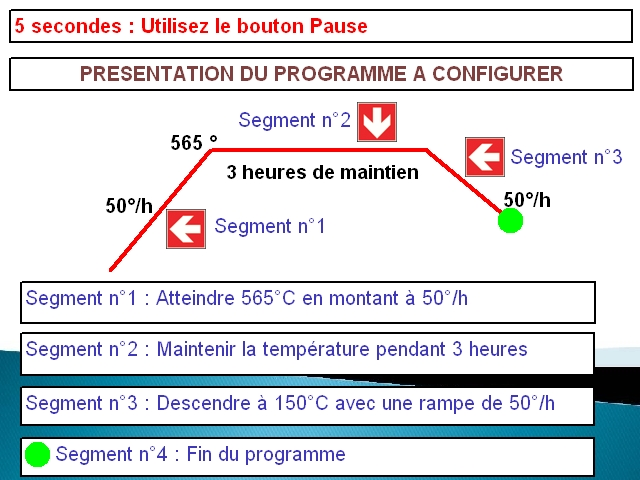 5 secondes : Utilisez le bouton Pause
PRESENTATION DU PROGRAMME A CONFIGURER
Segment n°2
565 °
Segment n°3
3 heures de maintien
50°/h
50°/h
Segment n°1
Segment n°1 : Atteindre 565°C en montant à 50°/h
Segment n°2 : Maintenir la température pendant 3 heures
Segment n°3 : Descendre à 150°C avec une rampe de 50°/h
Segment n°4 : Fin du programme